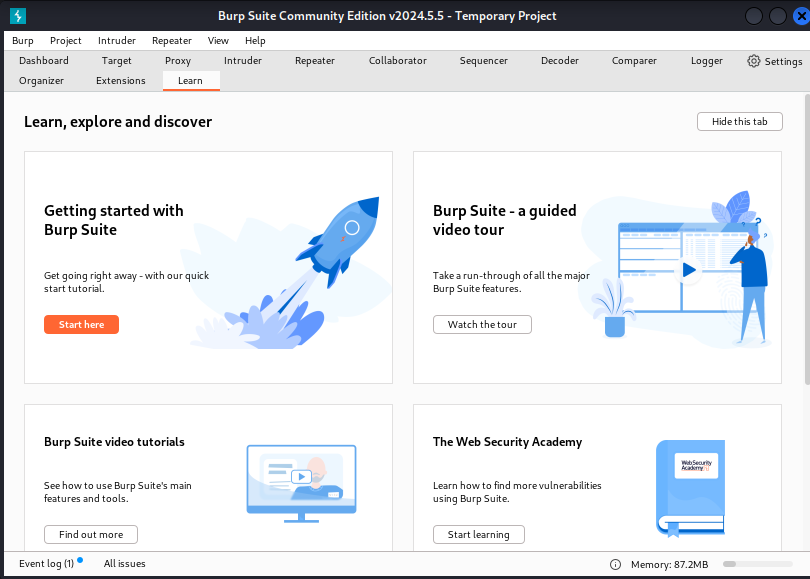 Burp Suite Community Edition v2024.5.5 - Temporary Project
Burp Project Intruder Repeater View Help
Dashboard Target Proxy Intruder Repeater Collaborator Sequencer Decoder Comparer Logger Settings
Organizer Extensions Learn
Learn, explore and discover
Hide this tab
Getting started with
Burp Suite
Get going right away - with our quick
start tutorial.
Start here
Burp Suite - a guided
video tour
Take a run-through of all the major
Burp Suite features.
Watch the tour
Burp Suite video tutorials
See how to use Burp Suite's main
features and tools.
Find out more
The Web Security Academy
Learn how to find more vulnerabilities
using Burp Suite.
Start learning
Web Security
Academy
Event log (1) All issues
Memory: 87.2MB